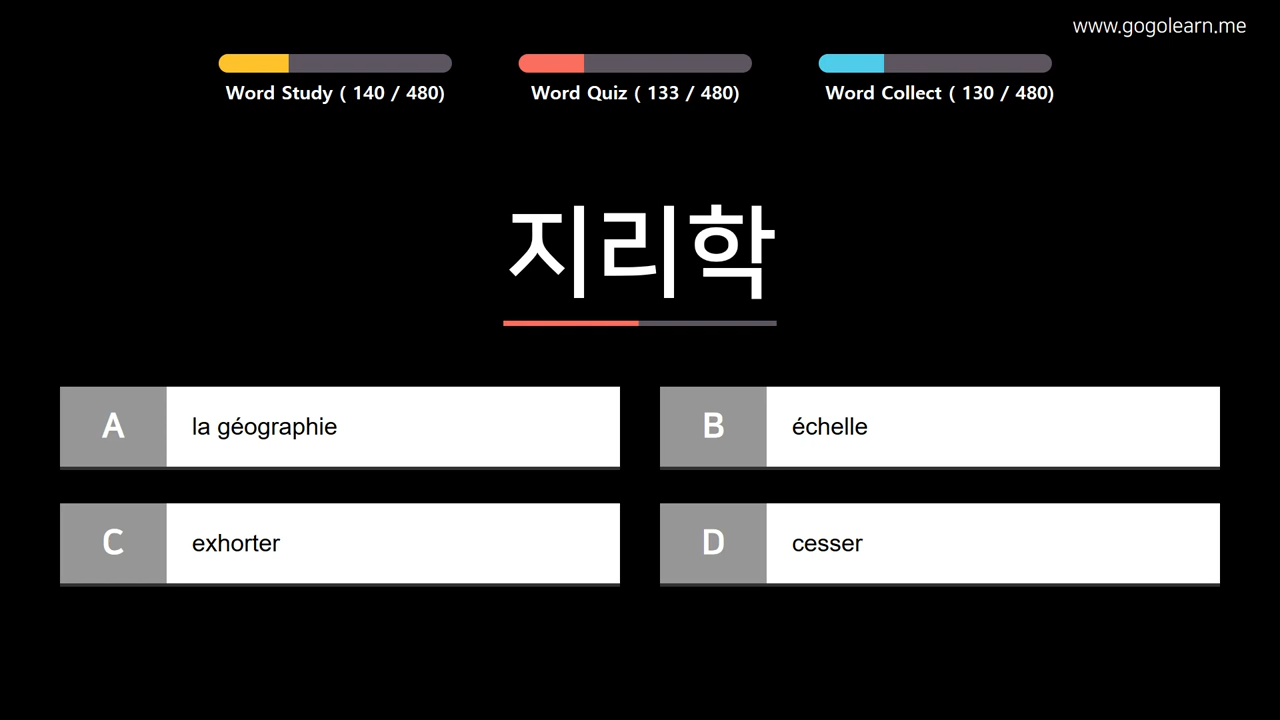 www.gogolearn.me
Word Study ( 140 / 480)
Word Quiz ( 133 / 480)
Word Collect ( 130 / 480)
지리학
A la géographie
B échelle
C exhorter
D cesser